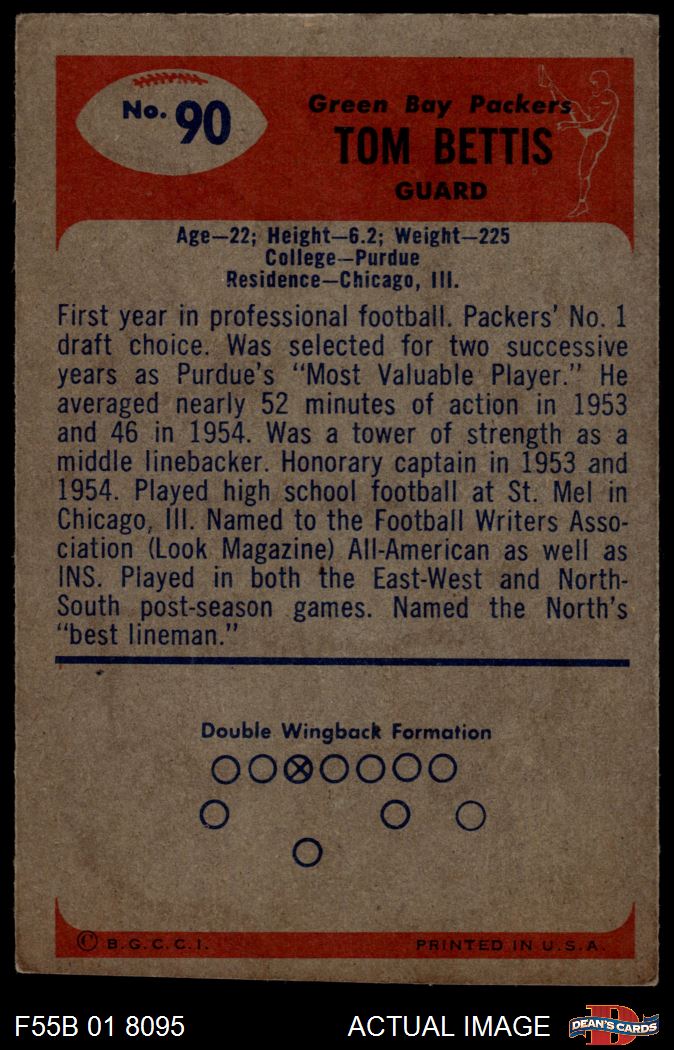 No. 90
Green Bay Packers
TOM BETTIS
GUARD
Age—22; Height—6.2; Weight—225
College—Purdue
Residence—Chicago, Ill.
First year in professional football. Packers' No. 1
draft choice. Was selected for two successive
years as Purdue's "Most Valuable Player." He
averaged nearly 52 minutes of action in 1953
and 46 in 1954. Was a tower of strength as a
middle linebacker. Honorary captain in 1953 and
1954. Played high school football at St. Mel in
Chicago, Ill. Named to the Football Writers Asso-
ciation (Look Magazine) All-American as well as
INS. Played in both the East-West and North-
South post-season games. Named the North's
"best lineman."
Double Wingback Formation
© B.G.C.C.I.
PRINTED IN U.S.A.
F55B 01 8095
ACTUAL IMAGE
D
DEAN'S CARDS